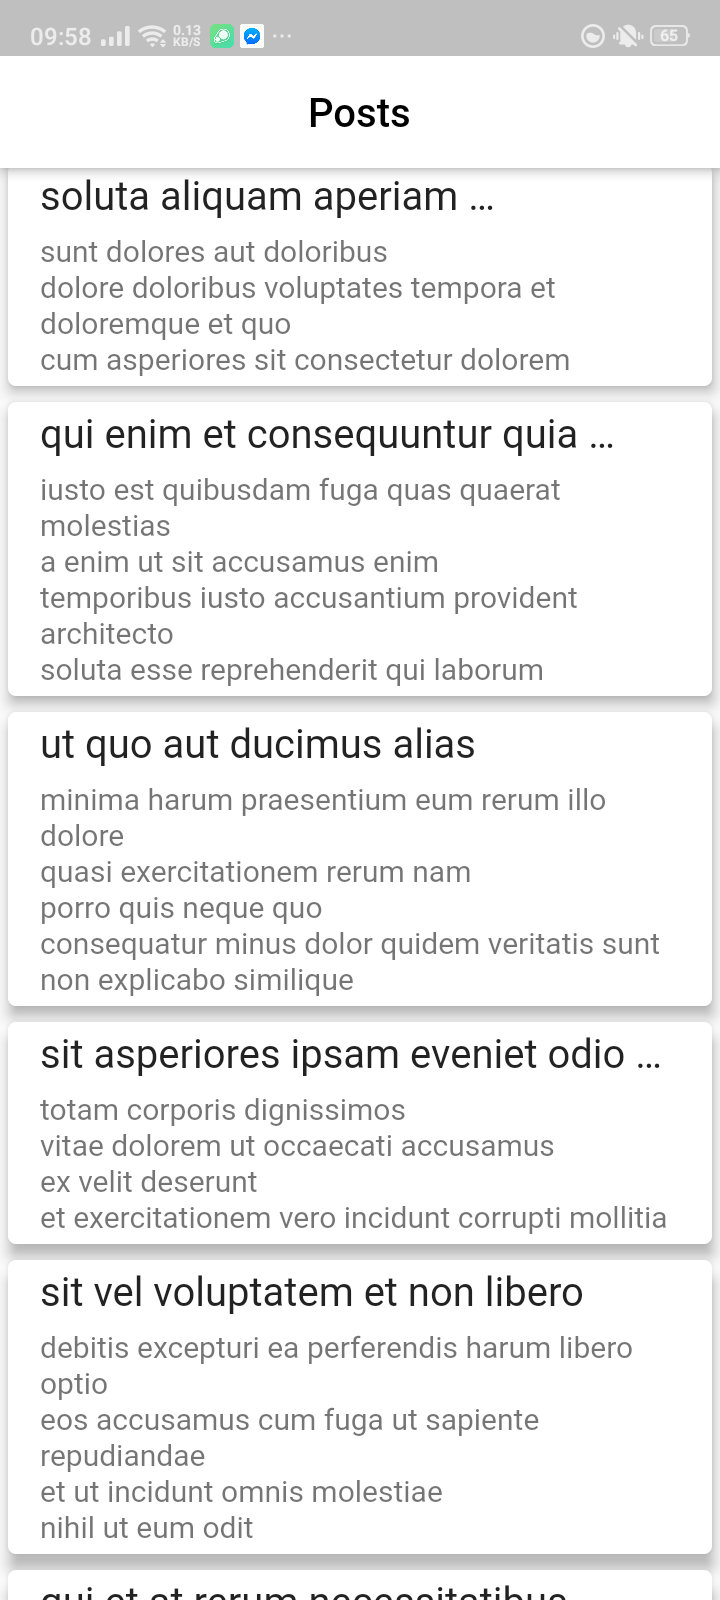 09:58 0.13 KB/S 65
Posts
soluta aliquam aperiam ...
sunt dolores aut doloribus
dolore doloribus voluptates tempora et
doloremque et quo
cum asperiores sit consectetur dolorem
qui enim et consequuntur quia ...
iusto est quibusdam fuga quas quaerat
molestias
a enim ut sit accusamus enim
temporibus iusto accusantium provident
architecto
soluta esse reprehenderit qui laborum
ut quo aut ducimus alias
minima harum praesentium eum rerum illo
dolore
quasi exercitationem rerum nam
porro quis neque quo
consequatur minus dolor quidem veritatis sunt
non explicabo similique
sit asperiores ipsam eveniet odio ...
totam corporis dignissimos
vitae dolorem ut occaecati accusamus
ex velit deserunt
et exercitationem vero incidunt corrupti mollitia
sit vel voluptatem et non libero
debitis excepturi ea perferendis harum libero
optio
eos accusamus cum fuga ut sapiente
repudiandae
et ut incidunt omnis molestiae
nihil ut eum odit
qui et at rerum necessitatibus